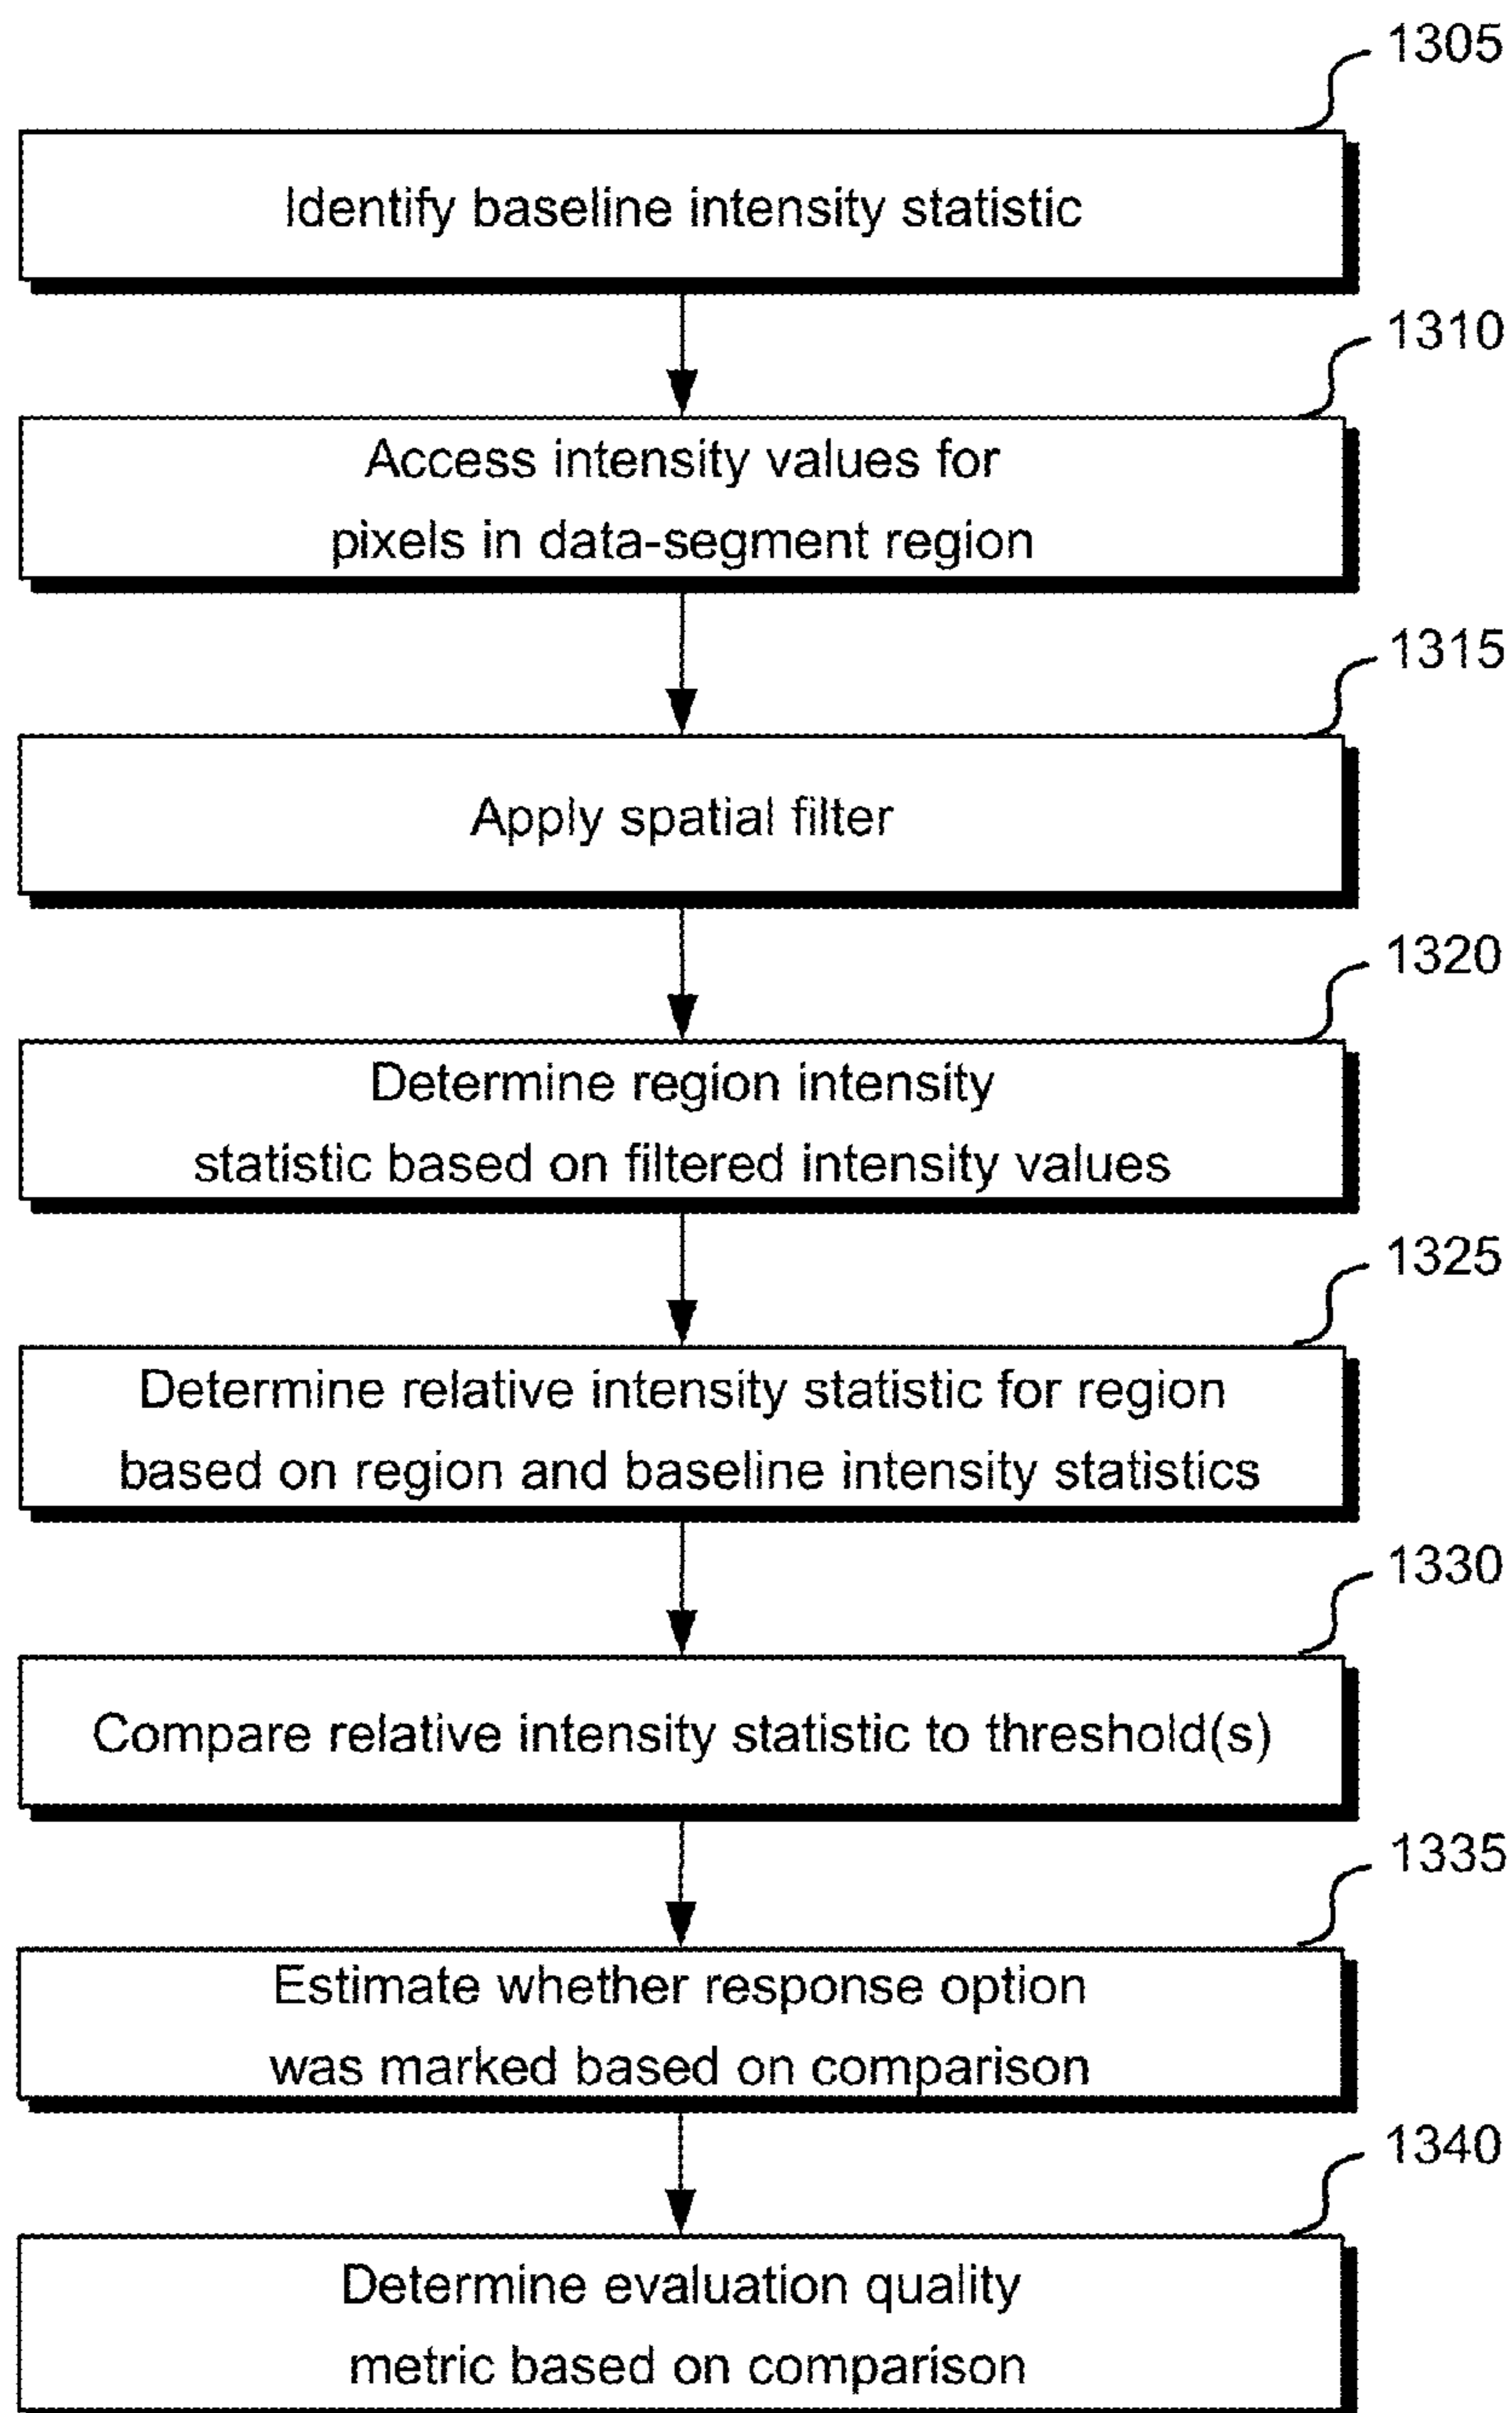 1305
Identify baseline intensity statistic
1310
Access intensity values for
pixels in data-segment region
1315
Apply spatial filter
1320
Determine region intensity
statistic based on filtered intensity values
1325
Determine relative intensity statistic for region
based on region and baseline intensity statistics
1330
Compare relative intensity statistic to threshold(s)
1335
Estimate whether response option
was marked based on comparison
1340
Determine evaluation quality
metric based on comparison